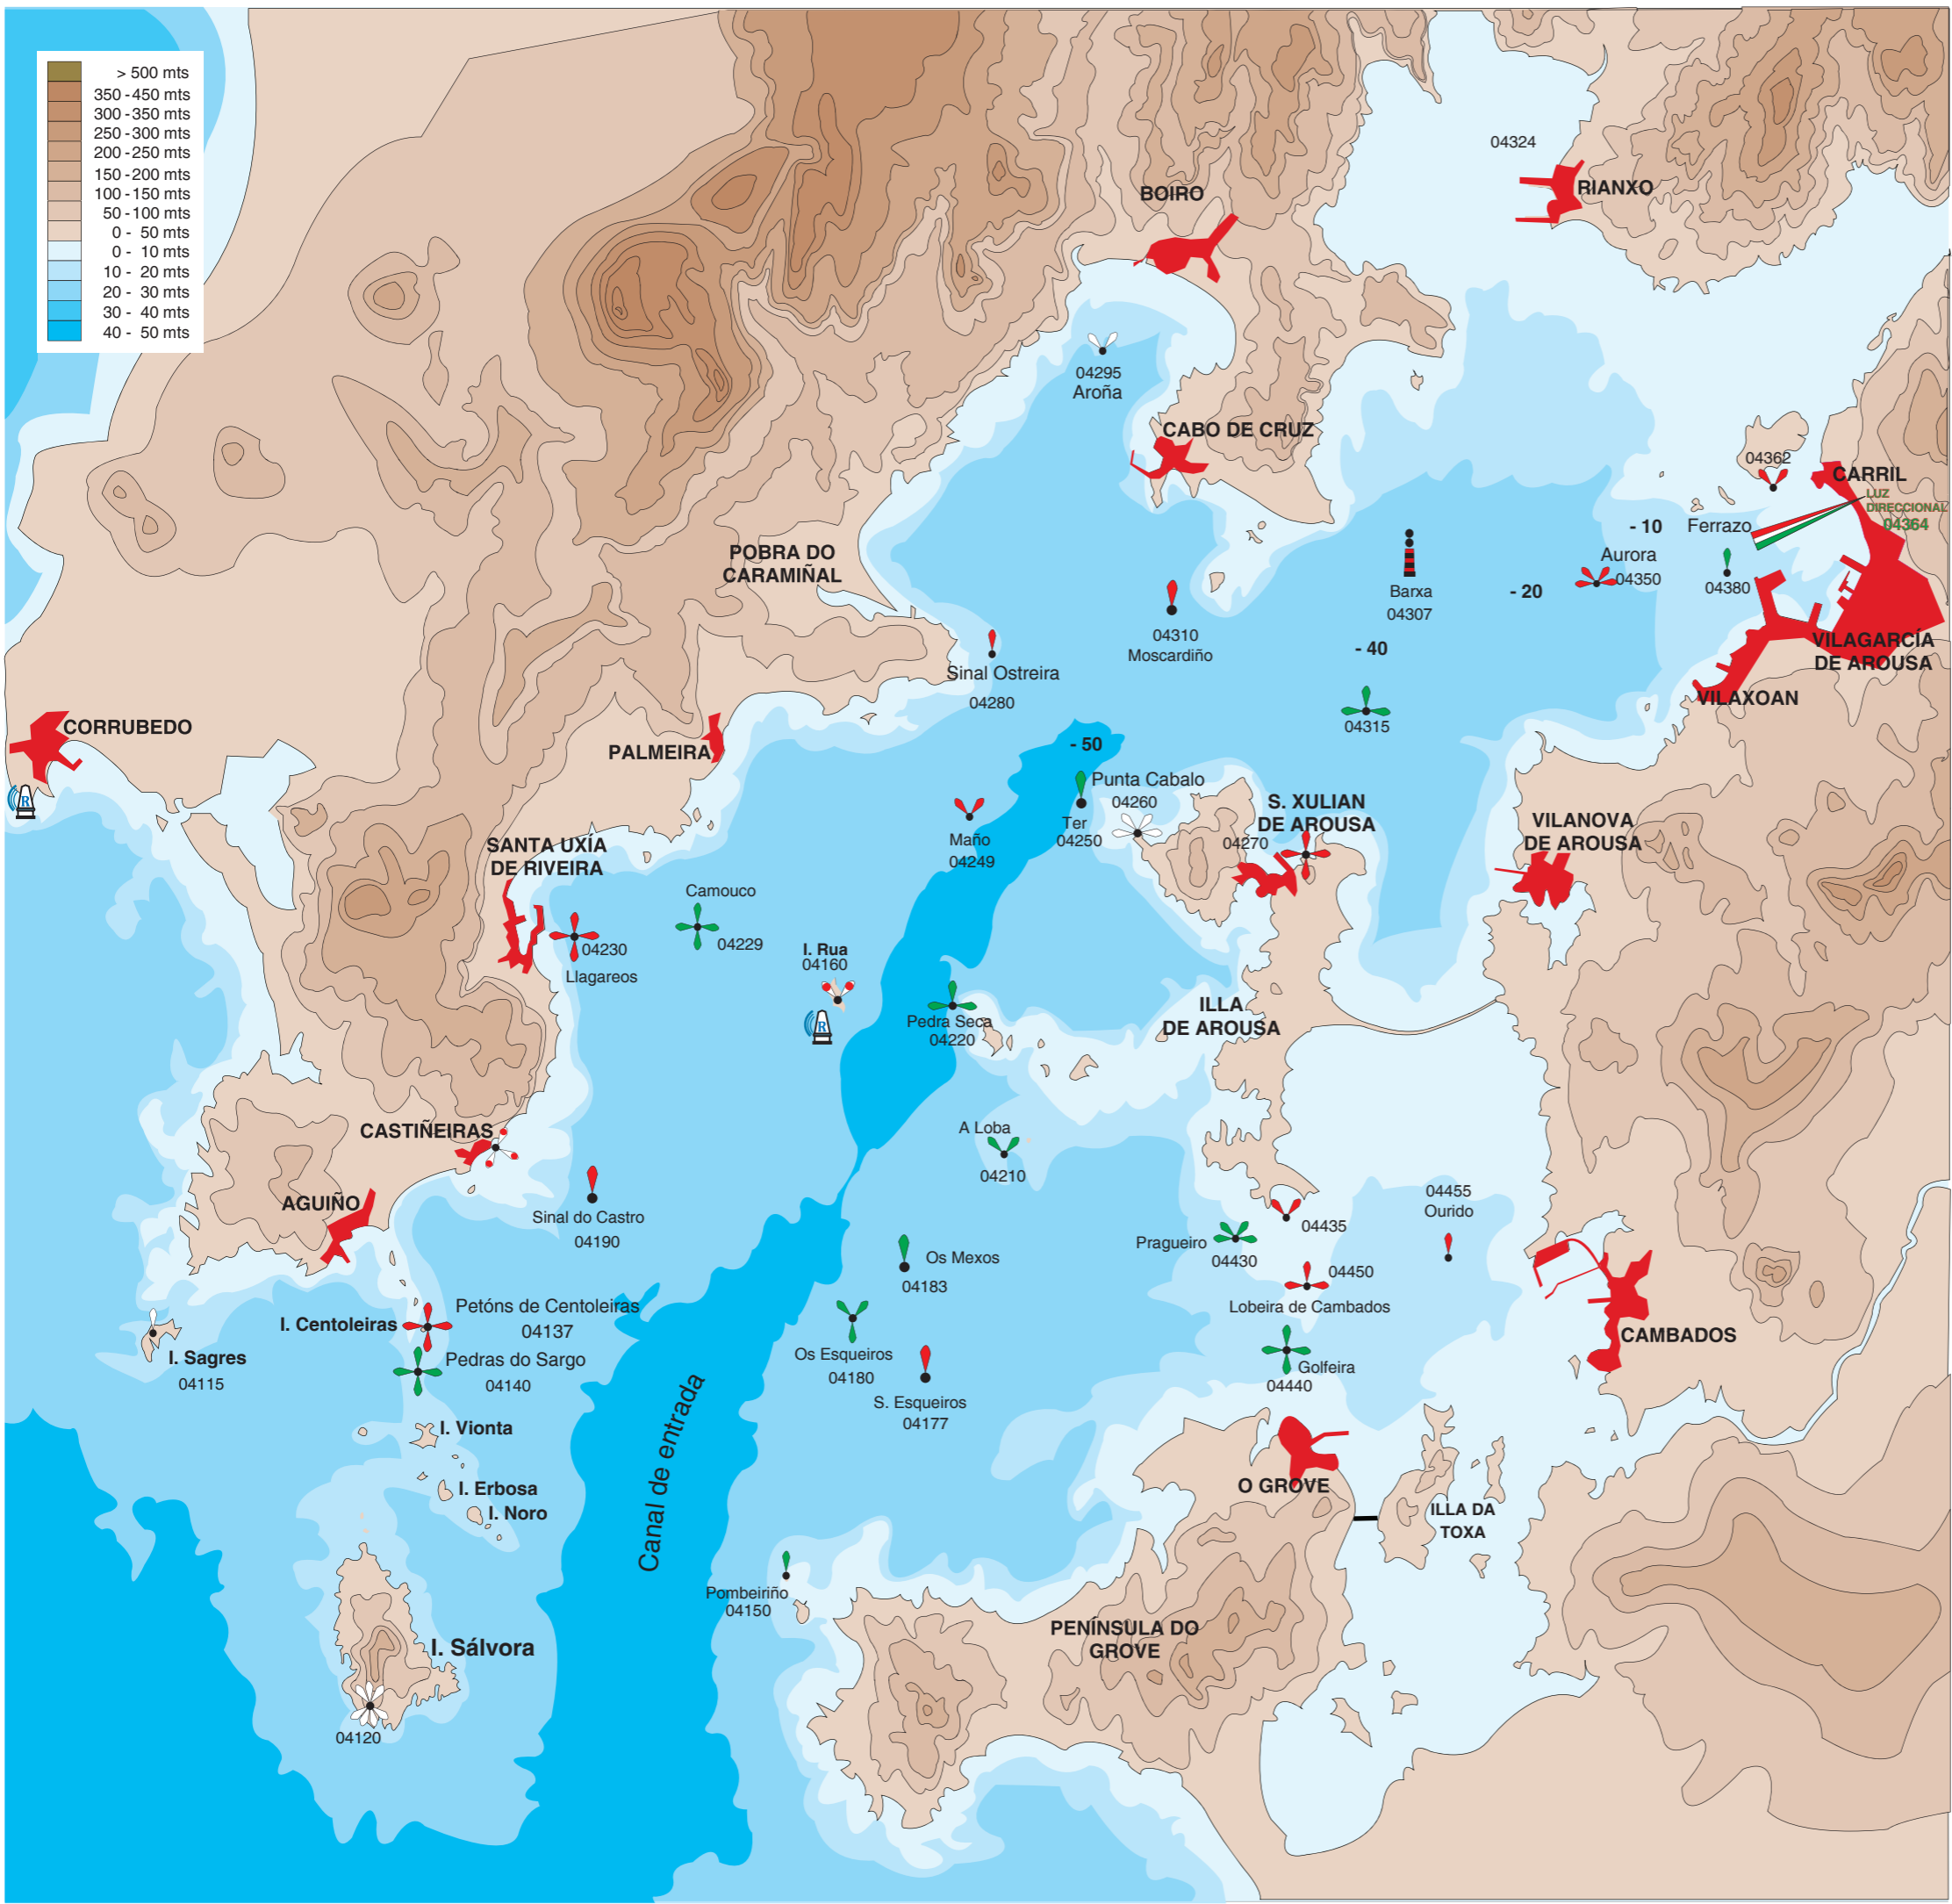 > 500 mts
350 - 450 mts
300 - 350 mts
250 - 300 mts
200 - 250 mts
150 - 200 mts
100 - 150 mts
50 - 100 mts
0 - 50 mts
0 - 10 mts
10 - 20 mts
20 - 30 mts
30 - 40 mts
40 - 50 mts
04324
RIANXO
BOIRO
04295
Aroña
CABO DE CRUZ
04362
CARRIL
LUZ
DIRECCIONAL
04364
- 10
Ferrazo
Aurora
04350
04380
POBRA DO
CARAMIÑAL
Barxa
04307
- 20
04310
Moscardiño
- 40
VILAGARCÍA
DE AROUSA
Sinal Ostreira
04280
VILAXOAN
04315
CORRUBEDO
R
PALMEIRA
- 50
Punta Cabalo
04260
Ter
04250
S. XULIAN
DE AROUSA
04270
VILANOVA
DE AROUSA
Maño
04249
SANTA UXÍA
DE RIVEIRA
Camouco
04229
04230
Llagareos
I. Rua
04160
R
Pedra Seca
04220
ILLA
DE AROUSA
CASTIÑEIRAS
A Loba
04210
AGUIÑO
Sinal do Castro
04190
04455
Ourido
04435
Pragueiro
04430
Os Mexos
04183
04450
Lobeira de Cambados
I. Centoleiras
Petóns de Centoleiras
04137
CAMBADOS
I. Sagres
04115
Pedras do Sargo
04140
Os Esqueiros
04180
Golfeira
04440
S. Esqueiros
04177
I. Vionta
Canal de entrada
I. Erbosa
I. Noro
O GROVE
ILLA DA
TOXA
Pombeiriño
04150
I. Sálvora
PENÍNSULA DO
GROVE
04120